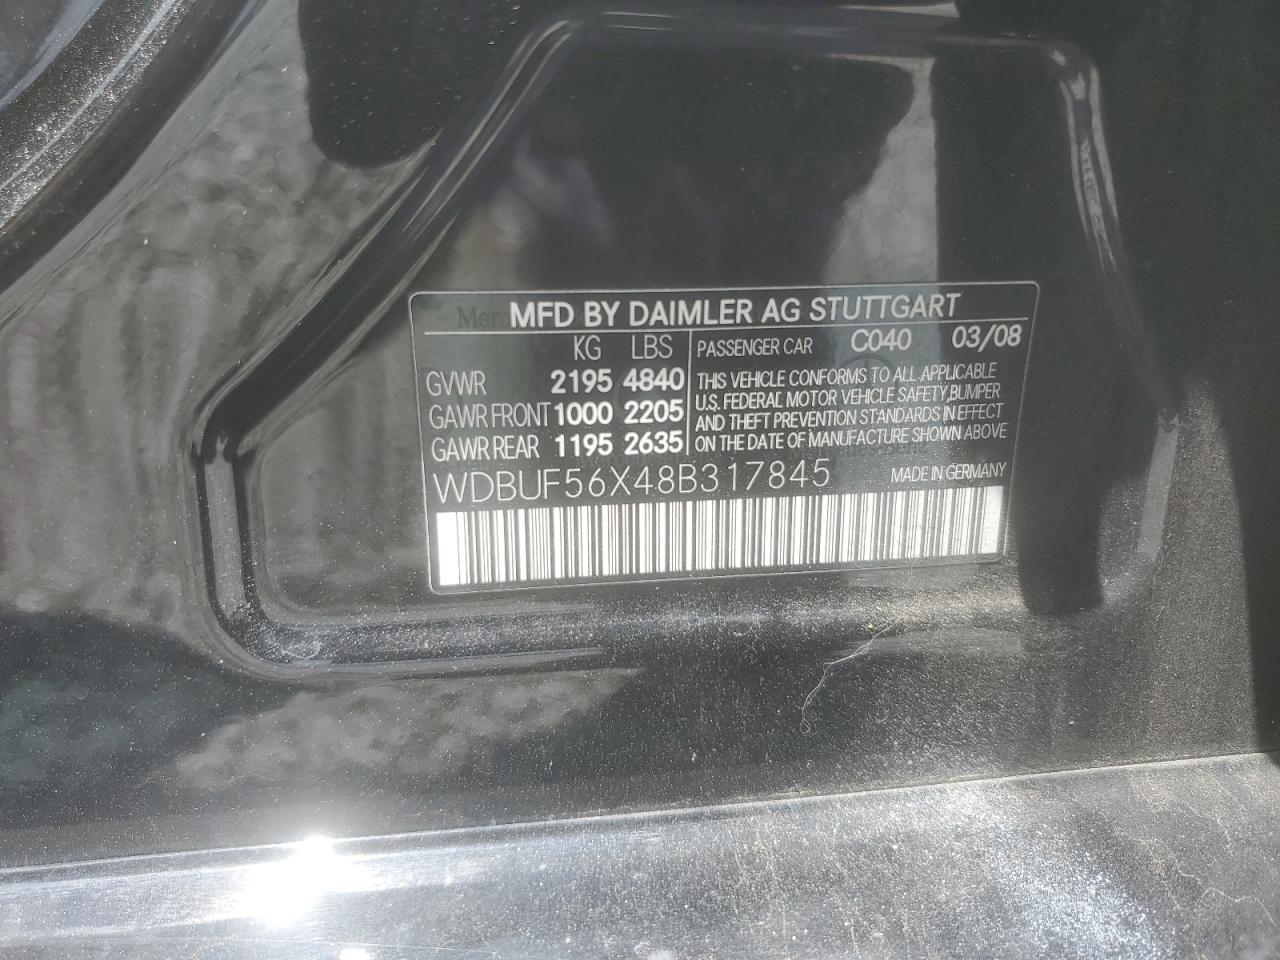 MFD BY DAIMLER AG STUTTGART
KG LBS PASSENGER CAR C040 03/08
GVWR 2195 4840
GAWR FRONT 1000 2205
GAWR REAR 1195 2635
THIS VEHICLE CONFORMS TO ALL APPLICABLE
U.S. FEDERAL MOTOR VEHICLE SAFETY,BUMPER
AND THEFT PREVENTION STANDARDS IN EFFECT
ON THE DATE OF MANUFACTURE SHOWN ABOVE
WDBUF56X48B317845 MADE IN GERMANY